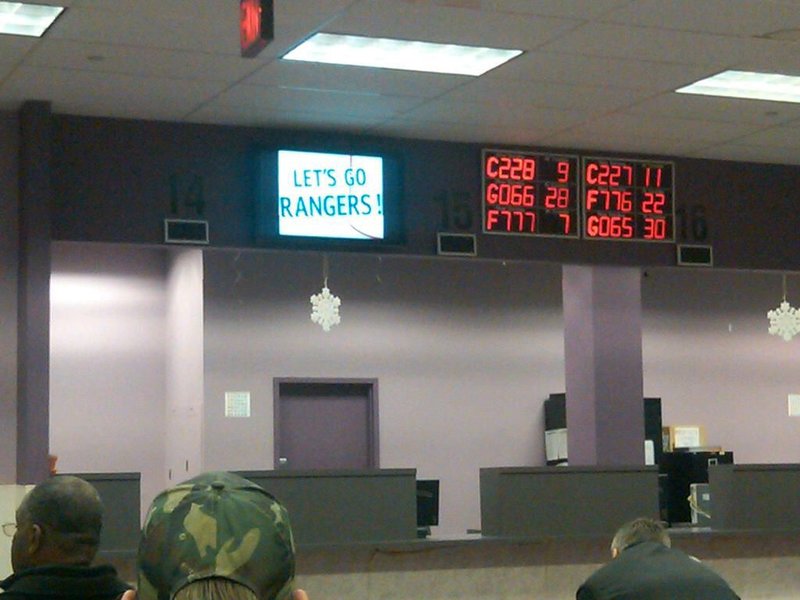 14
LET'S GO
RANGERS!
15
C228 9
G066 28
F777 7
C227 11
F776 22
G065 30
16